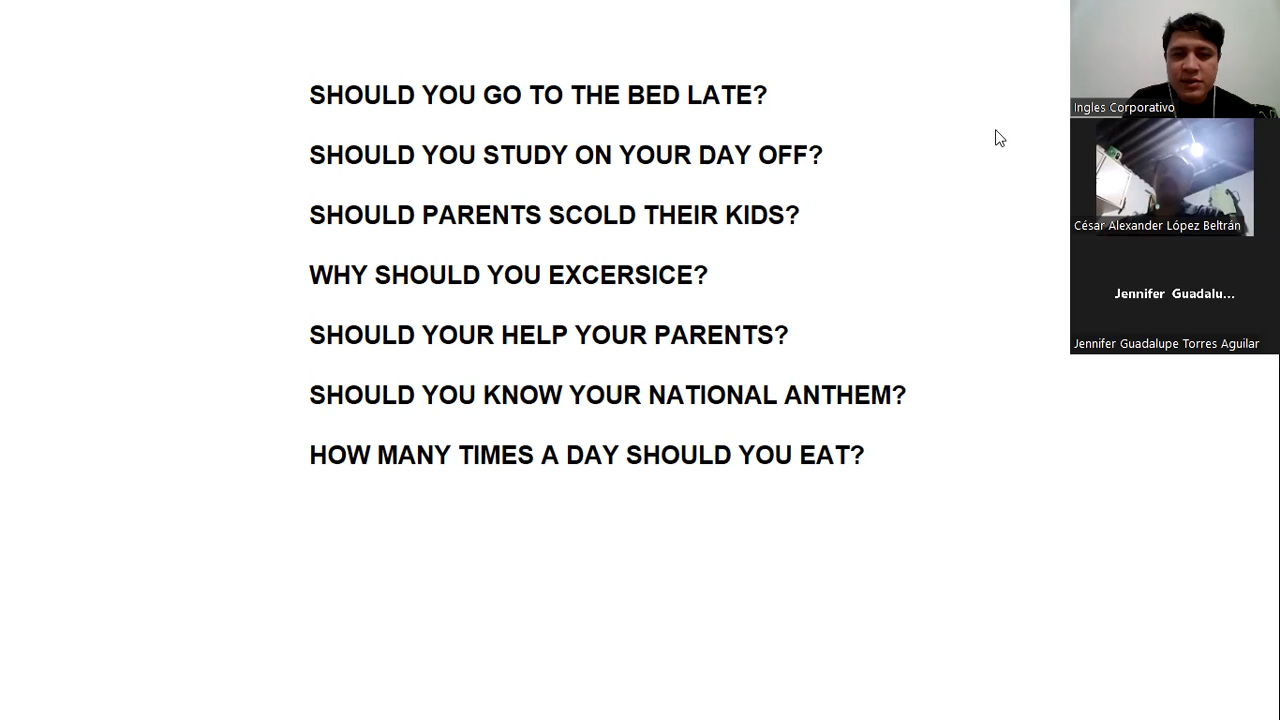 SHOULD YOU GO TO THE BED LATE?
SHOULD YOU STUDY ON YOUR DAY OFF?
SHOULD PARENTS SCOLD THEIR KIDS?
WHY SHOULD YOU EXCERSICE?
SHOULD YOUR HELP YOUR PARENTS?
SHOULD YOU KNOW YOUR NATIONAL ANTHEM?
HOW MANY TIMES A DAY SHOULD YOU EAT?
Ingles Corporativo
César Alexander López Beltrán
Jennifer Guadalu...
Jennifer Guadalupe Torres Aguilar